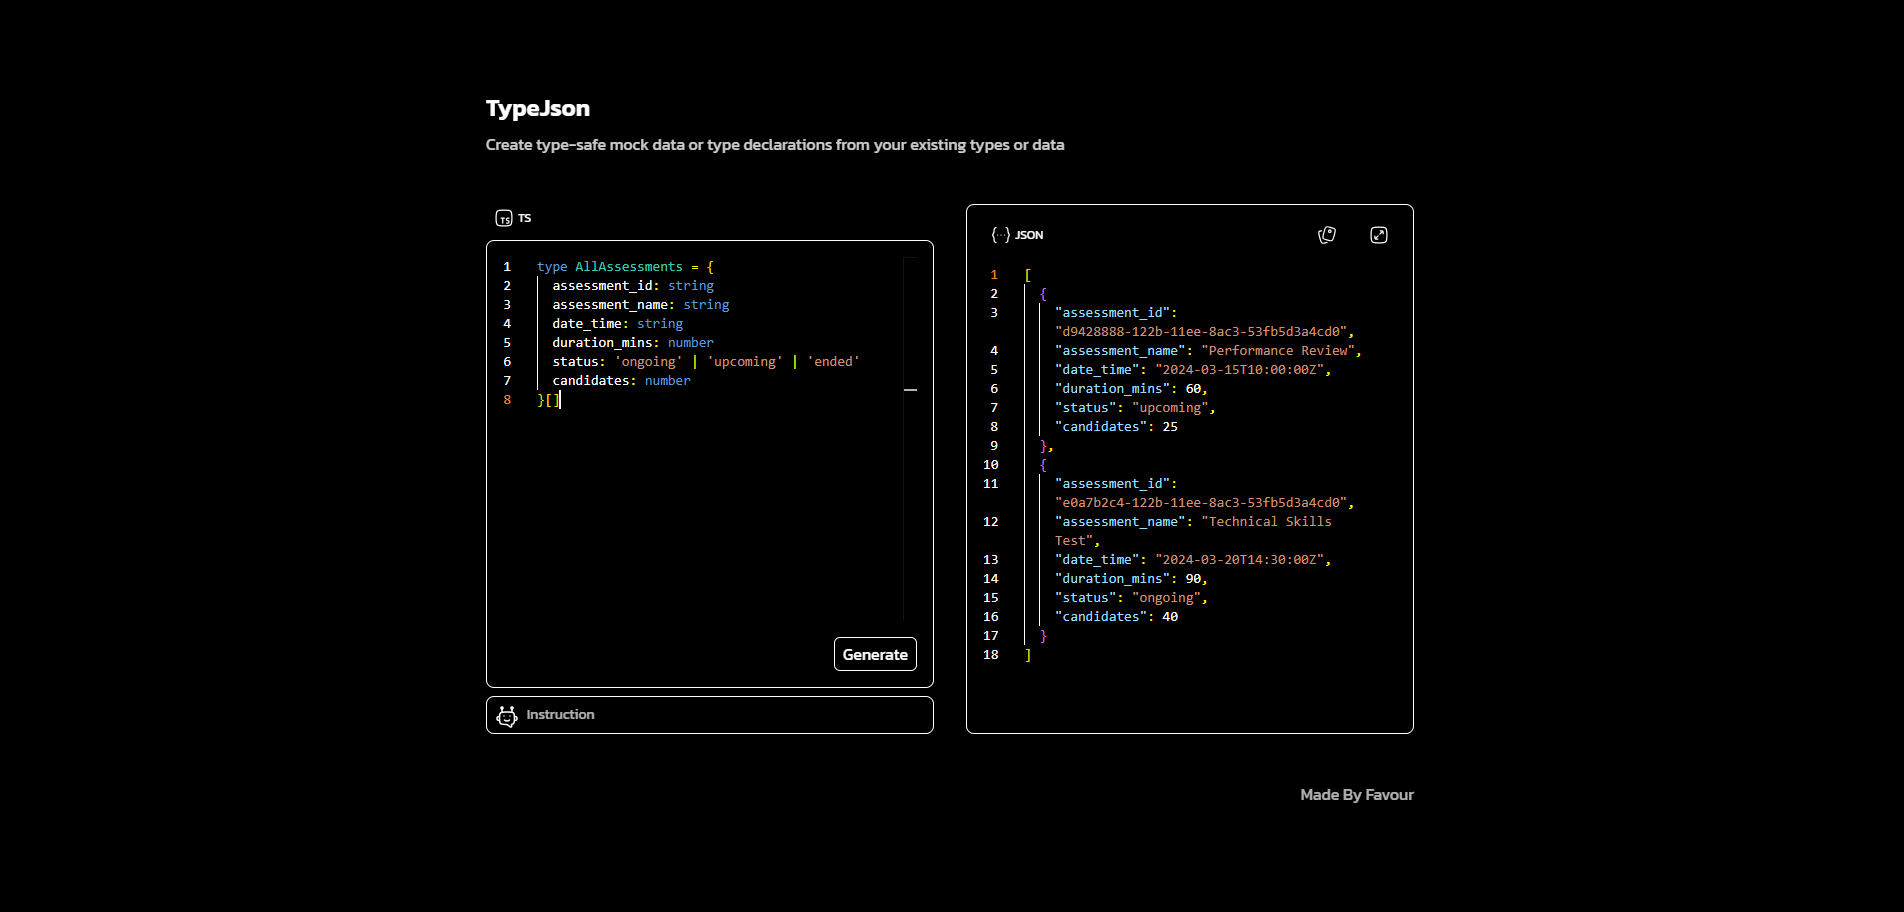 TypeJson
Create type-safe mock data or type declarations from your existing types or data
TS TS
1 type AllAssessments = {
2 assessment_id: string
3 assessment_name: string
4 date_time: string
5 duration_mins: number
6 status: 'ongoing' | 'upcoming' | 'ended'
7 candidates: number
8 }[]
Generate
Instruction
{...} JSON
1 [
2 {
3 "assessment_id":
"d9428888-122b-11ee-8ac3-53fb5d3a4cd0",
4 "assessment_name": "Performance Review",
5 "date_time": "2024-03-15T10:00:00Z",
6 "duration_mins": 60,
7 "status": "upcoming",
8 "candidates": 25
9 },
10 {
11 "assessment_id":
"e0a7b2c4-122b-11ee-8ac3-53fb5d3a4cd0",
12 "assessment_name": "Technical Skills
Test",
13 "date_time": "2024-03-20T14:30:00Z",
14 "duration_mins": 90,
15 "status": "ongoing",
16 "candidates": 40
17 }
18 ]
Made By Favour